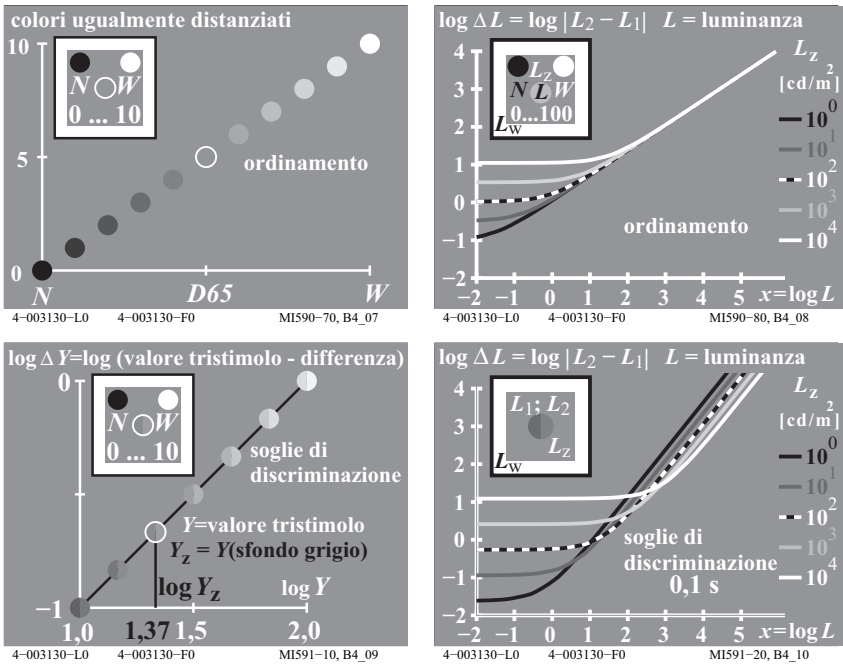 colori ugualmente distanziati
10
N W
0 ... 10
5
ordinamento
0
N D65 W
4−003130−L0 4−003130−F0 MI590−70, B4_07
log Δ L = log | L2 − L1 | L = luminanza
4
3
2
1
0
−1
−2
Lz
N L W
0...100
Lw
Lz
[cd/m2]
10^0
10^1
10^2
10^3
10^4
ordinamento
−2 −1 0 1 2 3 4 5 x=log L
4−003130−L0 4−003130−F0 MI590−80, B4_08
log Δ Y=log (valore tristimolo - differenza)
0
N W
0 ... 10
soglie di
discriminazione
Y=valore tristimolo
Yz = Y(sfondo grigio)
log Yz log Y
−1
1,0 1,37 1,5 2,0
4−003130−L0 4−003130−F0 MI591−10, B4_09
log Δ L = log | L2 − L1 | L = luminanza
4
3
2
1
0
−1
−2
L1; L2
Lz
Lw
Lz
[cd/m2]
10^0
10^1
10^2
10^3
10^4
soglie di
discriminazione
0,1 s
−2 −1 0 1 2 3 4 5 x=log L
4−003130−L0 4−003130−F0 MI591−20, B4_10